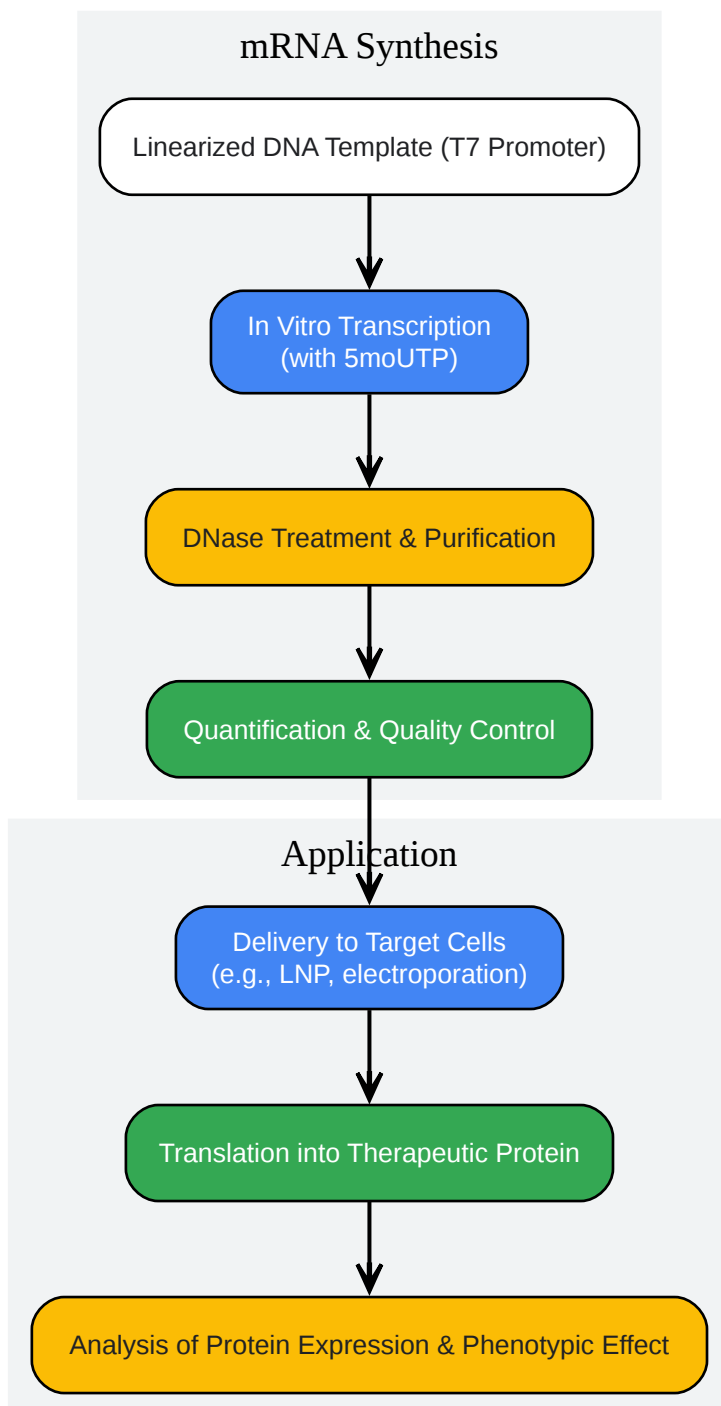 mRNA Synthesis
Linearized DNA Template (T7 Promoter)
In Vitro Transcription
(with 5moUTP)
DNase Treatment & Purification
Quantification & Quality Control
Application
Delivery to Target Cells
(e.g., LNP, electroporation)
Translation into Therapeutic Protein
Analysis of Protein Expression & Phenotypic Effect